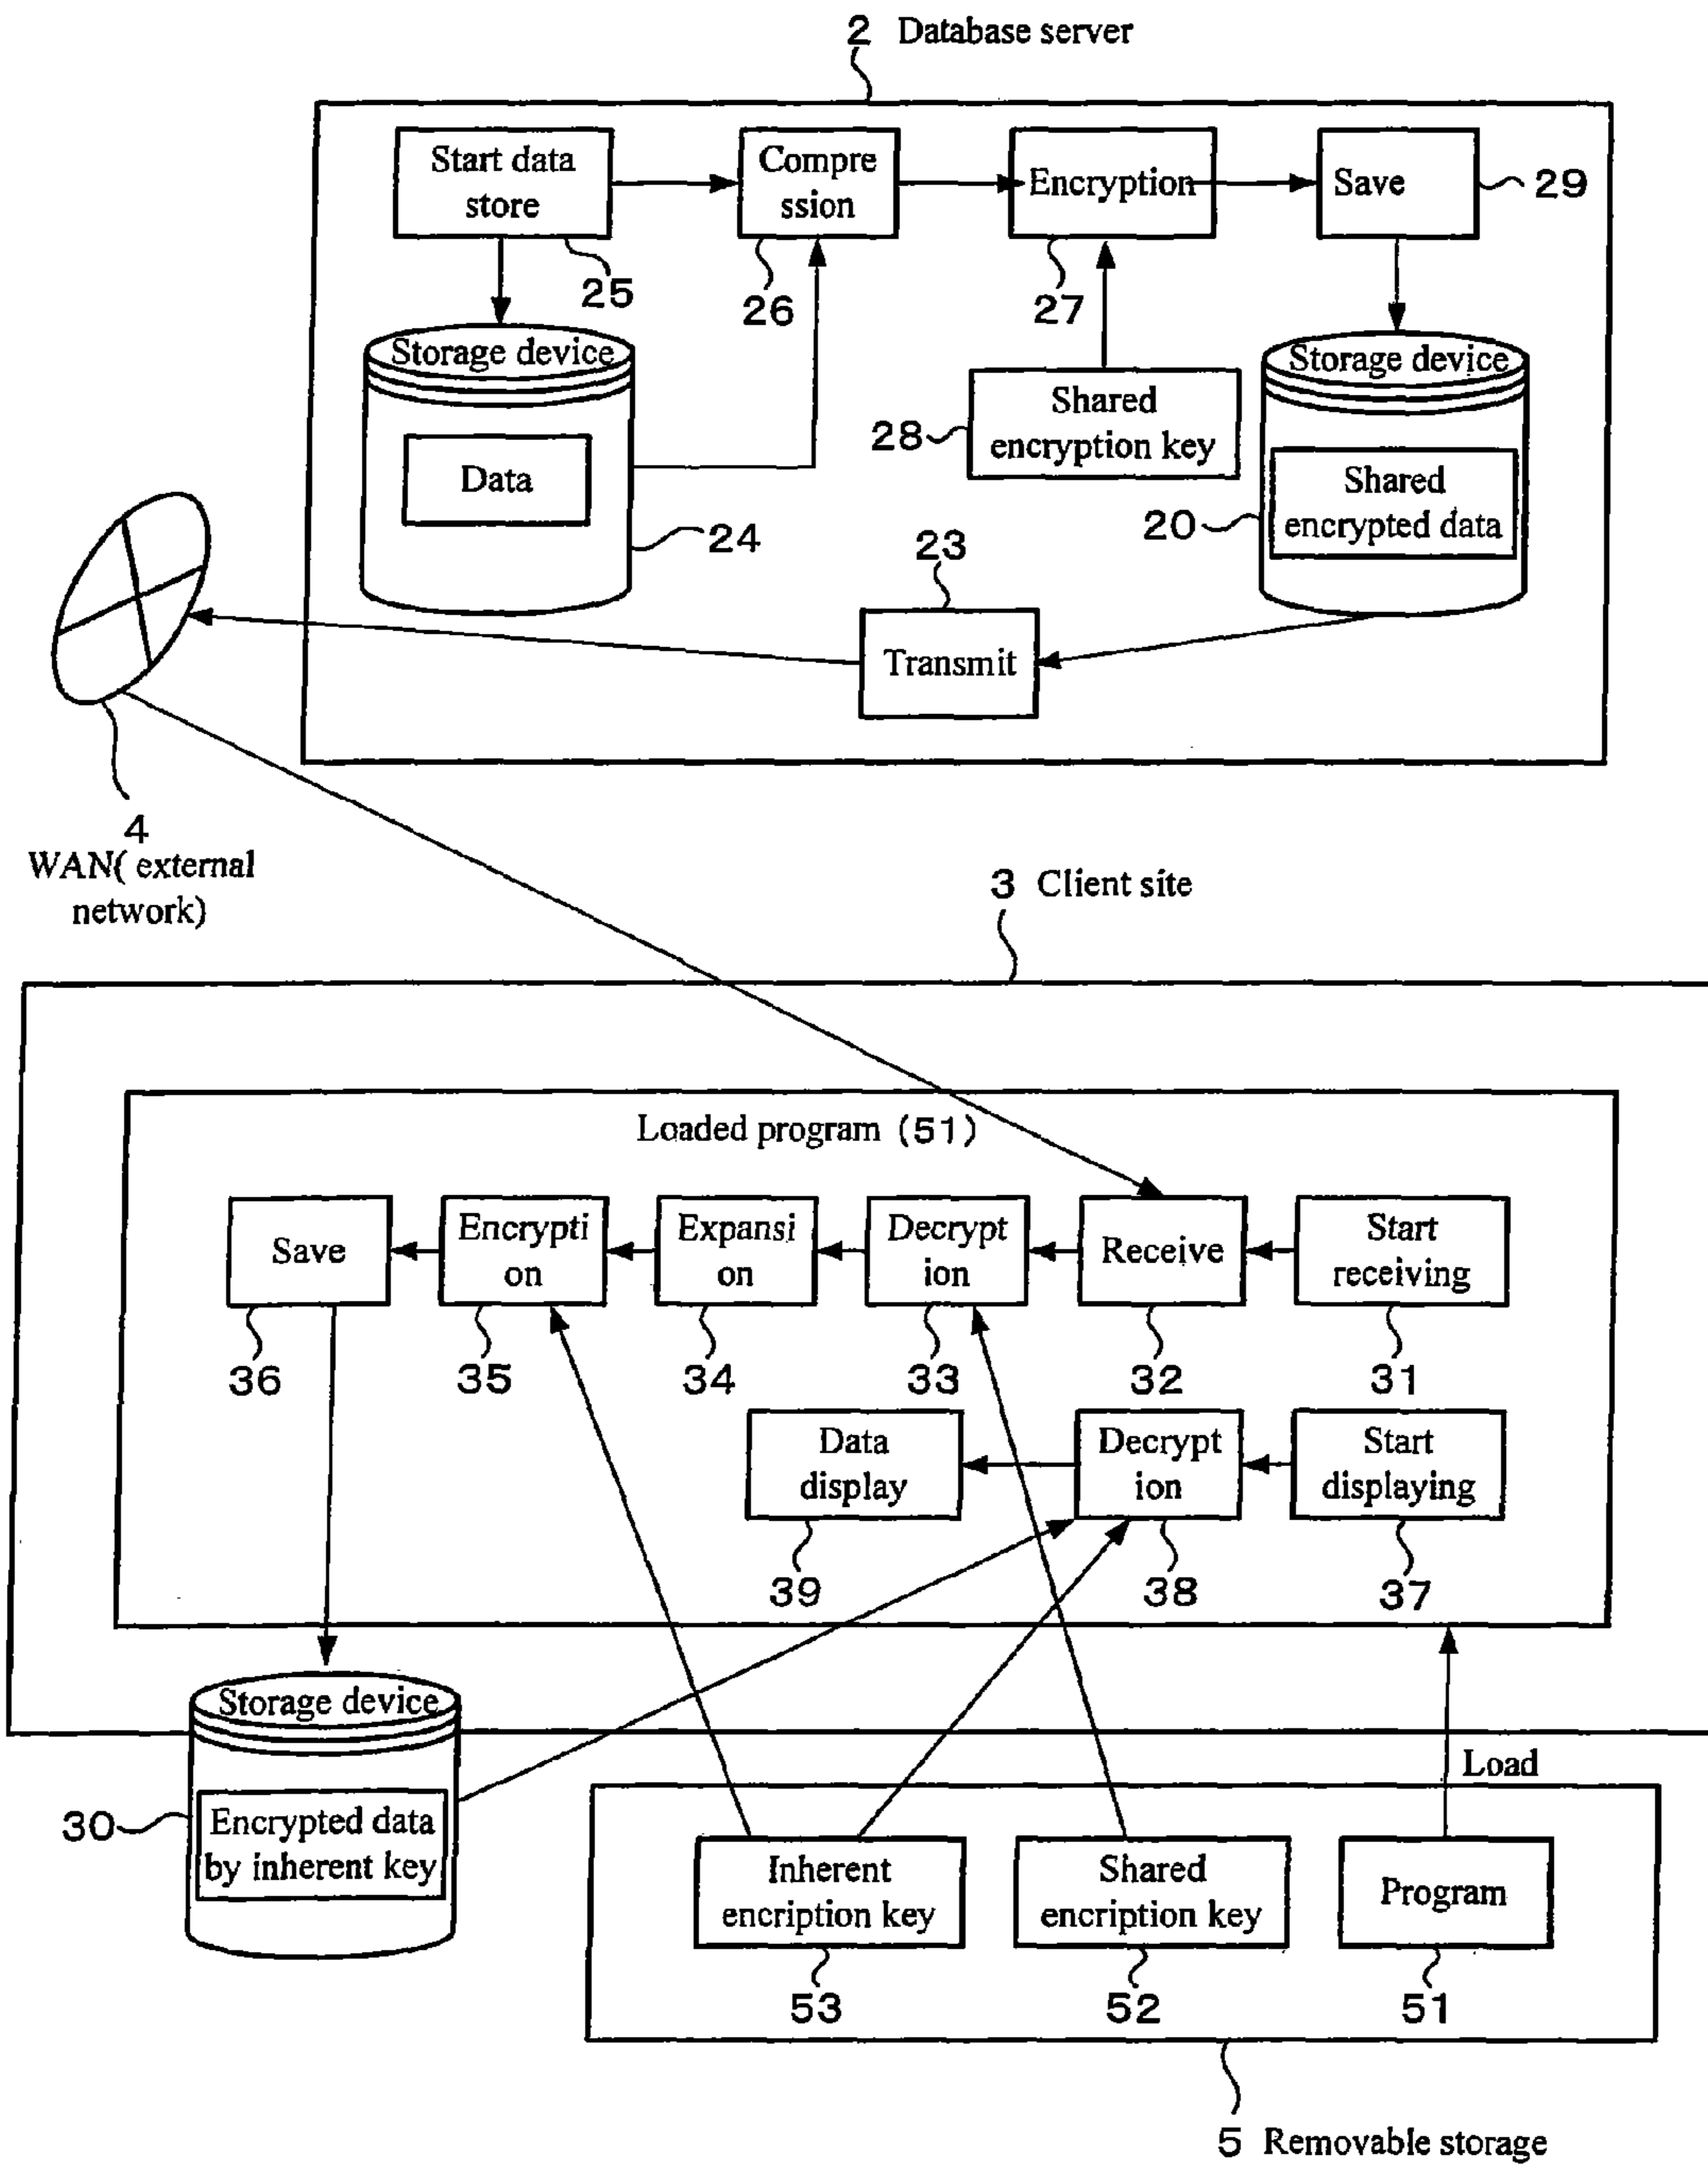 2 Database server
Start data
store
Compre
ssion
Encryption
Save
29
25
26
27
Storage device
Storage device
Shared
encryption key
28
Data
Shared
encrypted data
20
24
23
Transmit
4
WAN( external
network)
3 Client site
Loaded program (51)
Save
Encrypti
on
Expansi
on
Decrypt
ion
Receive
Start
receiving
36
35
34
33
32
31
Data
display
Decrypt
ion
Start
displaying
39
38
37
Storage device
Load
30
Encrypted data
by inherent key
Inherent
encription key
Shared
encription key
Program
53
52
51
5 Removable storage